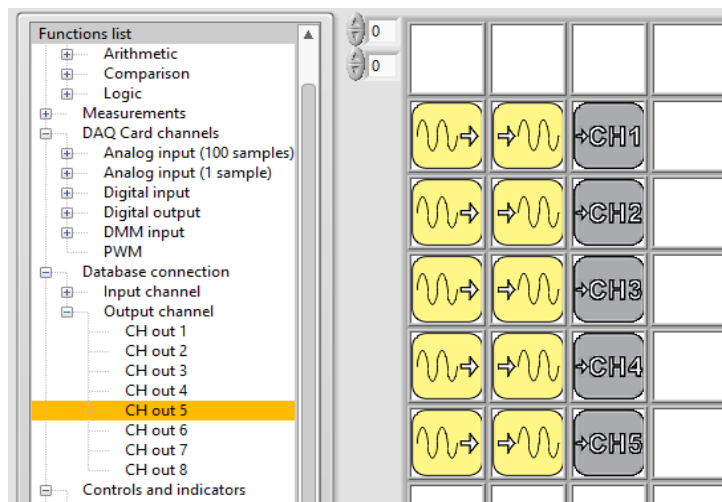 Functions list
Arithmetic
Comparison
Logic
Measurements
DAQ Card channels
Analog input (100 samples)
Analog input (1 sample)
Digital input
Digital output
DMM input
PWM
Database connection
Input channel
Output channel
CH out 1
CH out 2
CH out 3
CH out 4
CH out 5
CH out 6
CH out 7
CH out 8
Controls and indicators
0
0
CH1
CH2
CH3
CH4
CH5